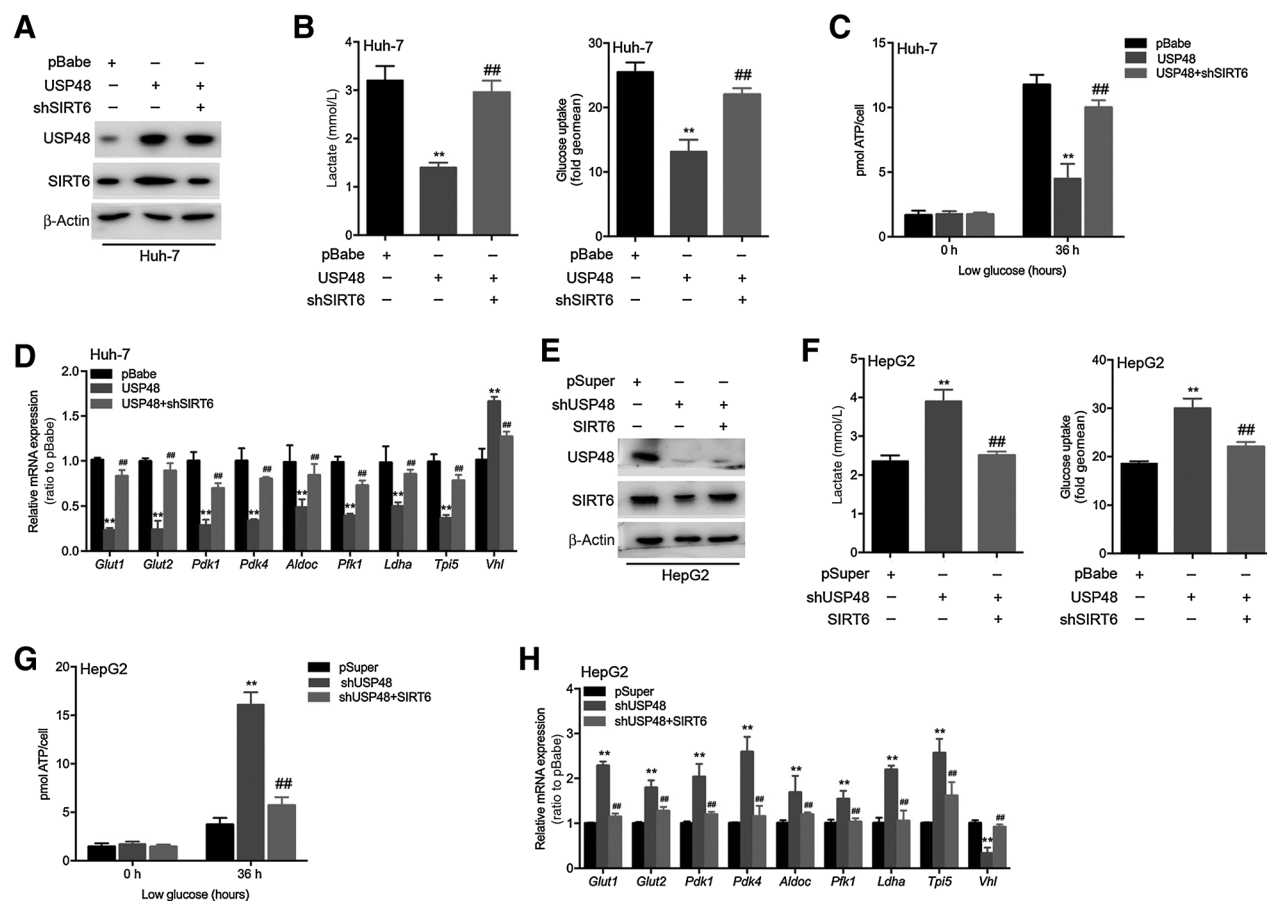 A
pBabe + − −
USP48 − + +
shSIRT6 − − +
USP48
SIRT6
β-Actin
Huh-7
B
Huh-7
Lactate (mmol/L)
4
3
2
1
0
**
##
pBabe + − −
USP48 − + +
shSIRT6 − − +
Huh-7
Glucose uptake
(fold geomean)
30
20
10
0
**
##
pBabe + − −
USP48 − + +
shSIRT6 − − +
C
Huh-7
pBabe
USP48
USP48+shSIRT6
pmol ATP/cell
15
10
5
0
**
##
0 h 36 h
Low glucose (hours)
D
Huh-7
pBabe
USP48
USP48+shSIRT6
Relative mRNA expression
(ratio to pBabe)
2.0
1.5
1.0
0.5
0.0
** ## ** ## ** ## ** ## ** ## ** ## ** ## ** ## ** ##
Glut1 Glut2 Pdk1 Pdk4 Aldoc Pfk1 Ldha Tpi5 Vhl
E
pSuper + − −
shUSP48 − + +
SIRT6 − − +
USP48
SIRT6
β-Actin
HepG2
F
HepG2
Lactate (mmol/L)
5
4
3
2
1
0
**
##
pSuper + − −
shUSP48 − + +
SIRT6 − − +
HepG2
Glucose uptake
(fold geomean)
40
30
20
10
0
**
##
pBabe + − −
USP48 − + +
shSIRT6 − − +
G
HepG2
pSuper
shUSP48
shUSP48+SIRT6
pmol ATP/cell
20
15
10
5
0
**
##
0 h 36 h
Low glucose (hours)
H
HepG2
pSuper
shUSP48
shUSP48+SIRT6
Relative mRNA expression
(ratio to pBabe)
4
3
2
1
0
** ## ** ## ** ## ** ## ** ## ** ## ** ## ** ## ** ##
Glut1 Glut2 Pdk1 Pdk4 Aldoc Pfk1 Ldha Tpi5 Vhl